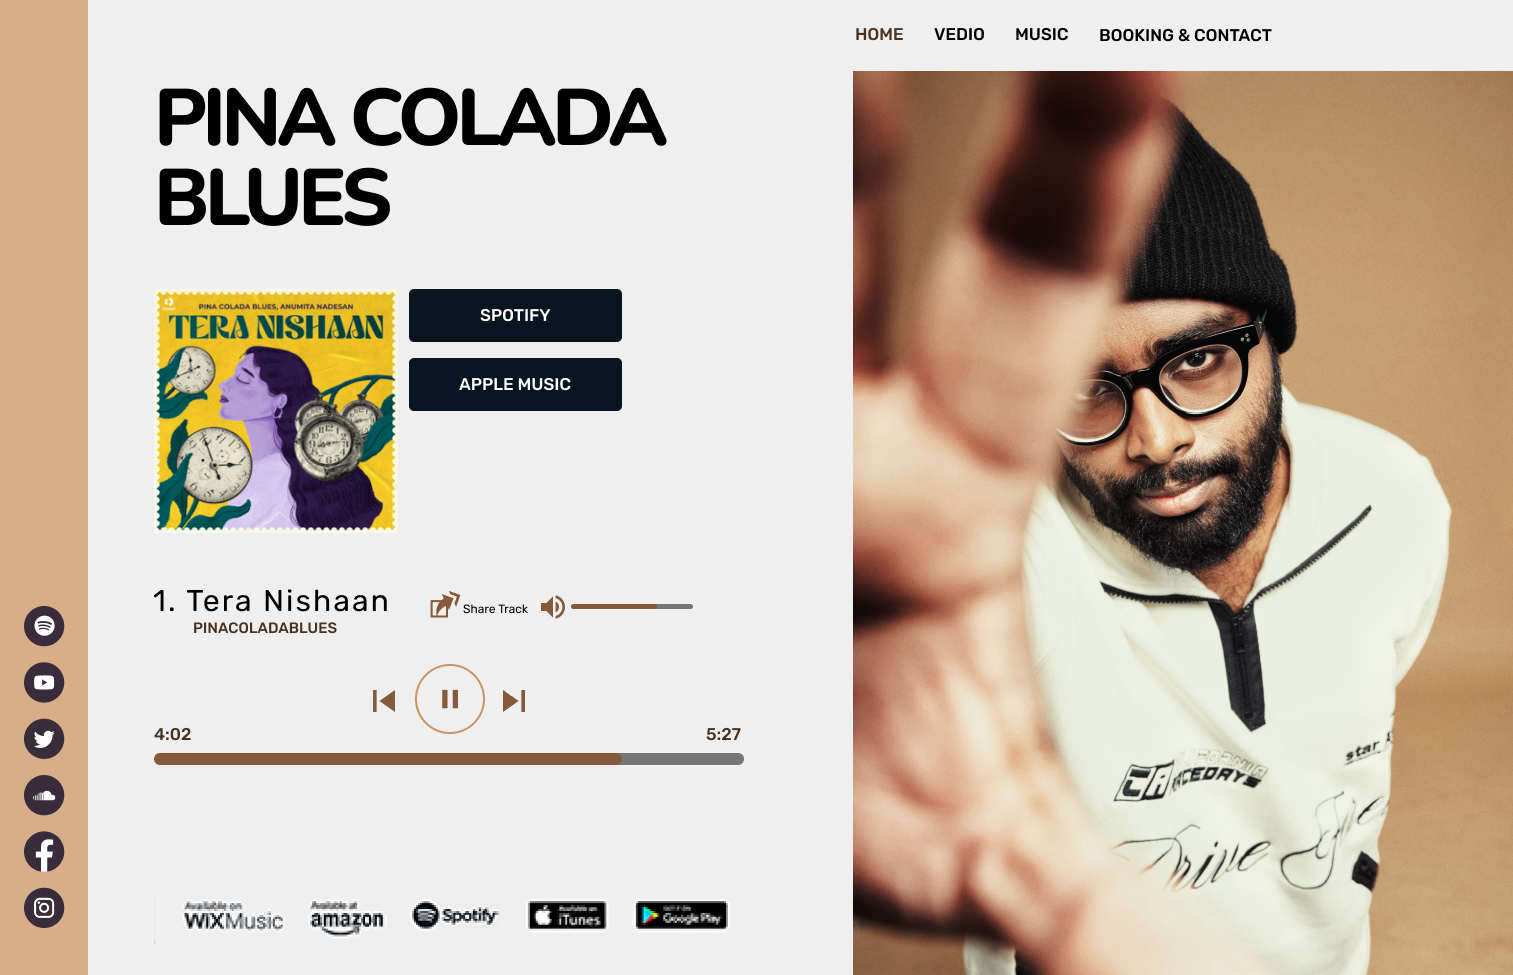 HOME VEDIO MUSIC BOOKING & CONTACT
PINA COLADA
BLUES
PINA COLADA BLUES, ANUMITA NADESAN
TERA NISHAAN
SPOTIFY
APPLE MUSIC
1. Tera Nishaan
PINACOLADABLUES
Share Track
4:02
5:27
Available on
WiXMusic
Available at
amazon
Spotify
Available on
iTunes
GET IT ON
Google Play
CALIFORNIA
CA RACEDAYS
star
Drive